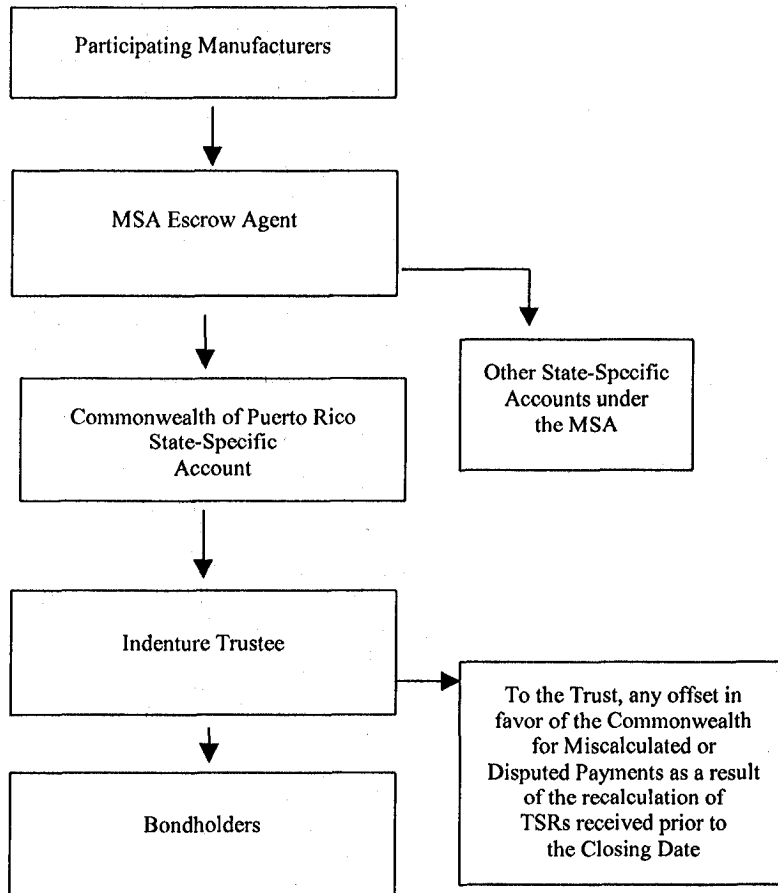 Participating Manufacturers
MSA Escrow Agent
Other State-Specific
Accounts under
the MSA
Commonwealth of Puerto Rico
State-Specific
Account
Indenture Trustee
To the Trust, any offset in
favor of the Commonwealth
for Miscalculated or
Disputed Payments as a result
of the recalculation of
TSRs received prior to
the Closing Date
Bondholders